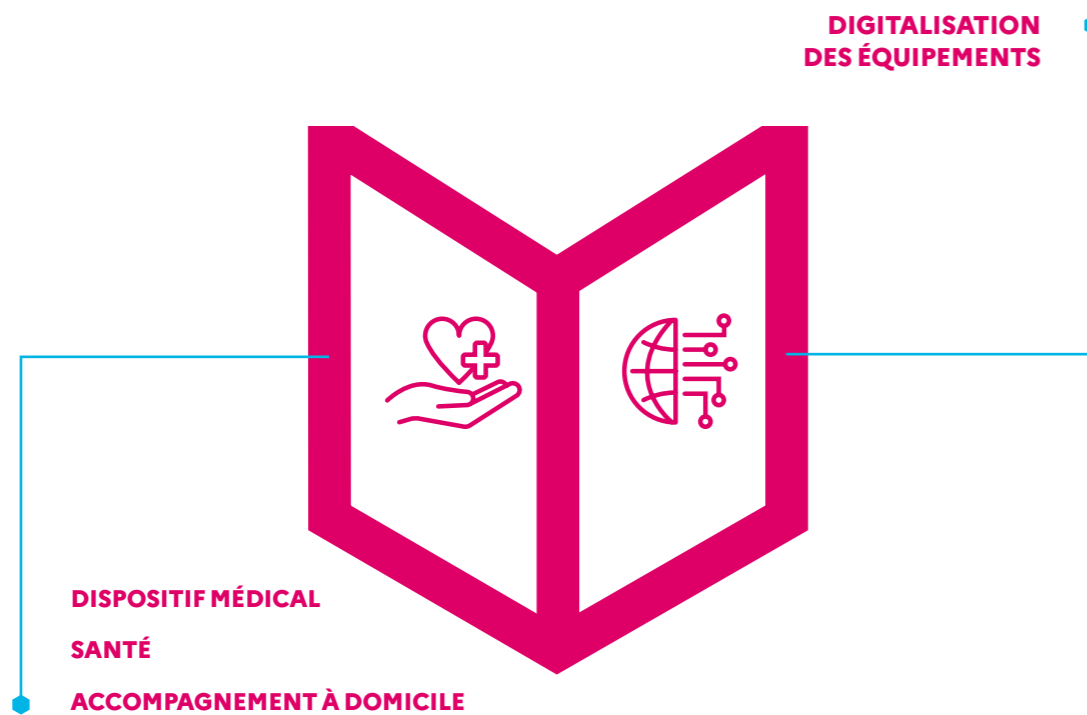 DIGITALISATION
DES ÉQUIPEMENTS
DISPOSITIF MÉDICAL
SANTÉ
ACCOMPAGNEMENT À DOMICILE